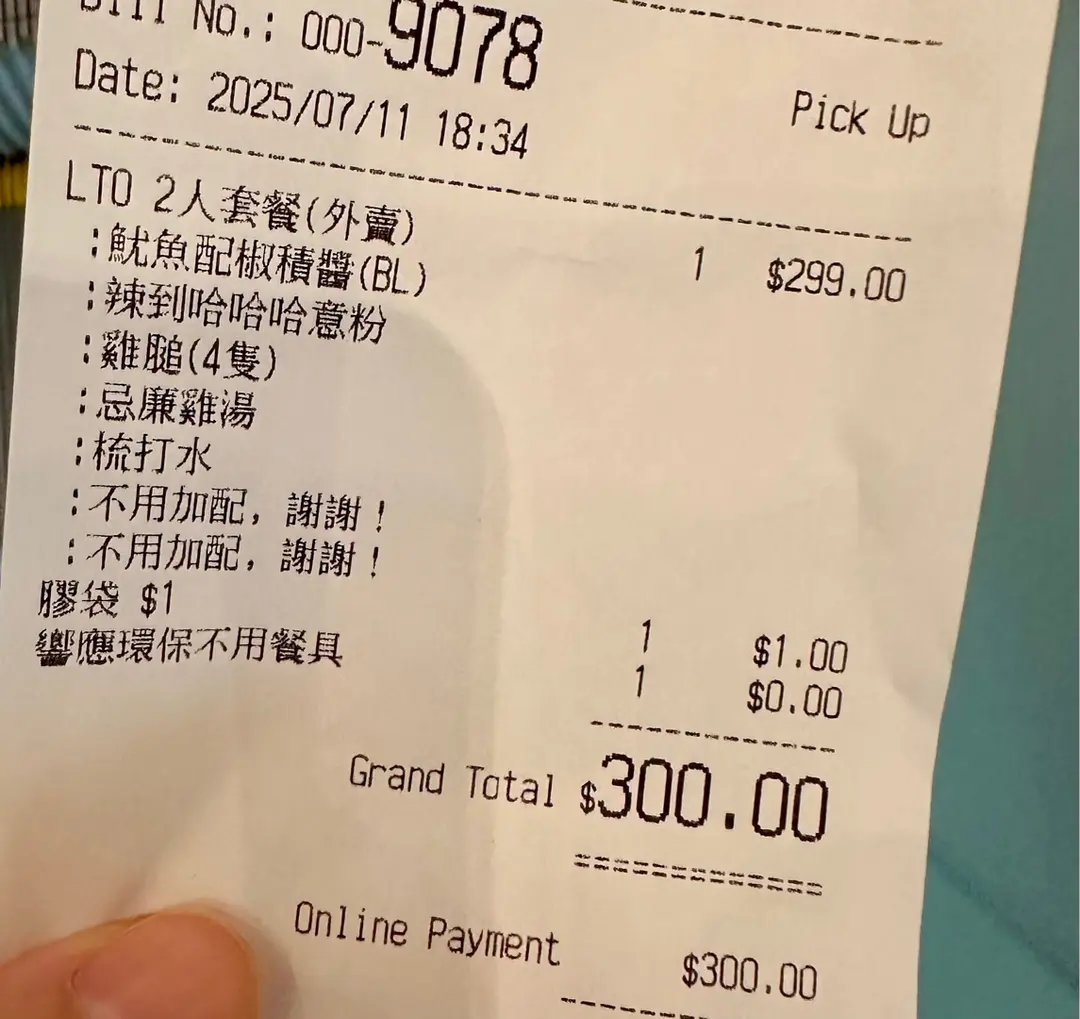 Bill No.: 000-9078
Date: 2025/07/11 18:34
Pick Up
LTO 2人套餐(外賣) 1 $299.00
:魷魚配椒積醬(BL)
:辣到哈哈哈意粉
:雞髀(4隻)
:忌廉雞湯
:梳打水
:不用加配, 謝謝!
:不用加配, 謝謝!
膠袋 $1 1 $1.00
響應環保不用餐具 1 $0.00
Grand Total $300.00
Online Payment $300.00